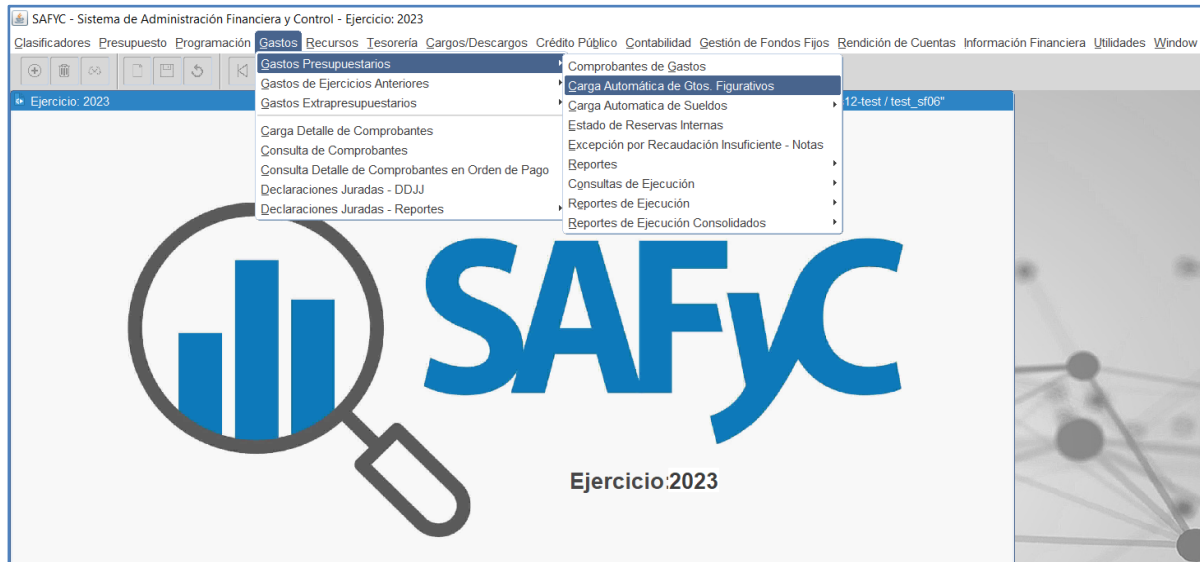 SAFYC - Sistema de Administración Financiera y Control - Ejercicio: 2023
Clasificadores Presupuesto Programación Gastos Recursos Tesorería Cargos/Descargos Crédito Público Contabilidad Gestión de Fondos Fijos Rendición de Cuentas Información Financiera Utilidades Window
Ejercicio: 2023
12-test / test_sf06"
Gastos Presupuestarios
Gastos de Ejercicios Anteriores
Gastos Extrapresupuestarios
Carga Detalle de Comprobantes
Consulta de Comprobantes
Consulta Detalle de Comprobantes en Orden de Pago
Declaraciones Juradas - DDJJ
Declaraciones Juradas - Reportes
Comprobantes de Gastos
Carga Automática de Gtos. Figurativos
Carga Automatica de Sueldos
Estado de Reservas Internas
Excepción por Recaudación Insuficiente - Notas
Reportes
Consultas de Ejecución
Reportes de Ejecución
Reportes de Ejecución Consolidados
SAFyC
Ejercicio:2023